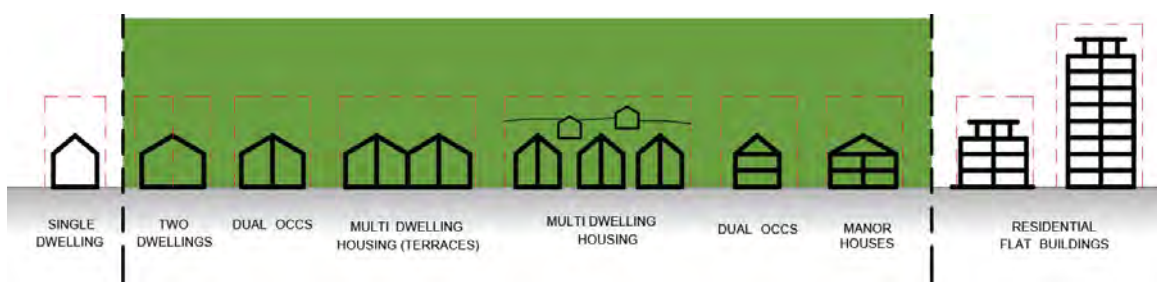 SINGLE
DWELLING
TWO
DWELLINGS
DUAL OCCS
MULTI DWELLING
HOUSING (TERRACES)
MULTI DWELLING
HOUSING
DUAL OCCS
MANOR
HOUSES
RESIDENTIAL
FLAT BUILDINGS